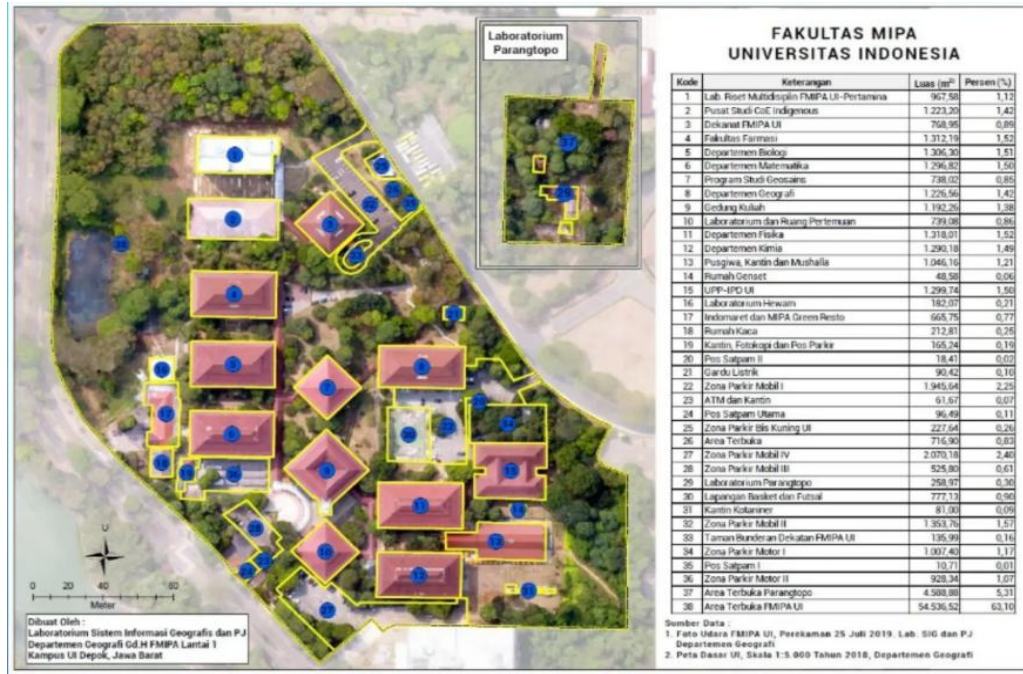 Laboratorium
Parangtopo
FAKULTAS MIPA
UNIVERSITAS INDONESIA
Kode Keterangan Luas (m²) Persen (%)
1 Lab. Riset Multidisiplin FMIPA UI-Pertamina 967,58 1,12
2 Pusat Studi CoE Indigenous 1.223,20 1,42
3 Dekanat FMIPA UI 768,95 0,89
4 Fakultas Farmasi 1.312,19 1,52
5 Departemen Biologi 1.306,30 1,51
6 Departemen Matematika 1.296,82 1,50
7 Program Studi Geosains 738,02 0,85
8 Departemen Geografi 1.226,56 1,42
9 Gedung Kuliah 1.192,26 1,38
10 Laboratorium dan Ruang Pertemuan 739,08 0,86
11 Departemen Fisika 1.318,01 1,52
12 Departemen Kimia 1.290,18 1,49
13 Pusgiwa, Kantin dan Mushalla 1.046,16 1,21
14 Rumah Genset 48,58 0,06
15 UPP-IPD UI 1.299,74 1,50
16 Laboratorium Hewam 182,07 0,21
17 Indomaret dan MIPA Green Resto 665,75 0,77
18 Rumah Kaca 212,81 0,25
19 Kantin, Fotokopi dan Pos Parkir 165,24 0,19
20 Pos Satpam II 18,41 0,02
21 Gardu Listrik 90,42 0,10
22 Zona Parkir Mobil I 1.945,64 2,25
23 ATM dan Kantin 61,67 0,07
24 Pos Satpam Utama 96,49 0,11
25 Zona Parkir Bis Kuning UI 227,64 0,26
26 Area Terbuka 716,90 0,83
27 Zona Parkir Mobil IV 2.070,18 2,40
28 Zona Parkir Mobil III 525,80 0,61
29 Laboratorium Parangtopo 258,97 0,30
30 Lapangan Basket dan Futsal 777,13 0,90
31 Kantin Kotaniner 81,00 0,09
32 Zona Parkir Mobil II 1.353,76 1,57
33 Taman Bunderan Dekatan FMIPA UI 135,99 0,16
34 Zona Parkir Motor I 1.007,40 1,17
35 Pos Satpam I 10,71 0,01
36 Zona Parkir Motor II 928,34 1,07
37 Area Terbuka Parangtopo 4.588,88 5,31
38 Area Terbuka FMIPA UI 54.536,52 63,10
Sumber Data :
1. Foto Udara FMIPA UI, Perekaman 25 Juli 2019, Lab. SIG dan PJ
Departemen Geografi
2. Peta Dasar UI, Skala 1:5.000 Tahun 2018, Departemen Geografi
U
0 20 40 60
Meter
Dibuat Oleh :
Laboratorium Sistem Informasi Geografis dan PJ
Departemen Geografi Gd.H FMIPA Lantai 1
Kampus UI Depok, Jawa Barat